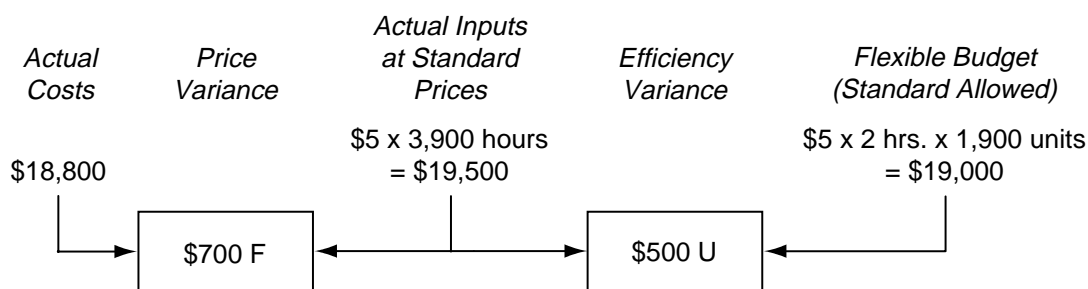 Actual Costs
Price Variance
Actual Inputs at Standard Prices
Efficiency Variance
Flexible Budget (Standard Allowed)
$18,800
$5 x 3,900 hours
= $19,500
$5 x 2 hrs. x 1,900 units
= $19,000
$700 F
$500 U